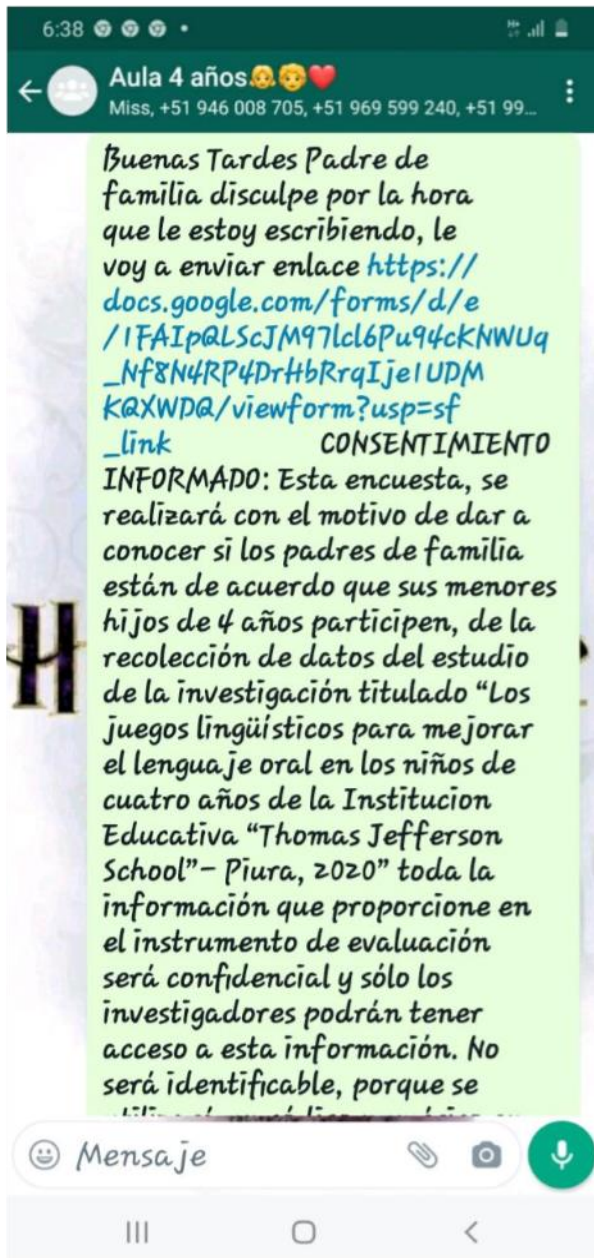 6:38
Aula 4 años
Miss, +51 946 008 705, +51 969 599 240, +51 99...
Buenas Tardes Padre de
familia disculpe por la hora
que le estoy escribiendo, le
voy a enviar enlace https://
docs.google.com/forms/d/e
/1FAIpQLScJM97lcl6Pu94cKNWUq
_Nf8N4RP4DrHbRrqIje1UDM
KQXWDQ/viewform?usp=sf
_link CONSENTIMIENTO
INFORMADO: Esta encuesta, se
realizará con el motivo de dar a
conocer si los padres de familia
están de acuerdo que sus menores
hijos de 4 años participen, de la
recolección de datos del estudio
de la investigación titulado “Los
juegos lingüísticos para mejorar
el lenguaje oral en los niños de
cuatro años de la Institucion
Educativa “Thomas Jefferson
School”– Piura, 2020” toda la
información que proporcione en
el instrumento de evaluación
será confidencial y sólo los
investigadores podrán tener
acceso a esta información. No
será identificable, porque se
Mensaje